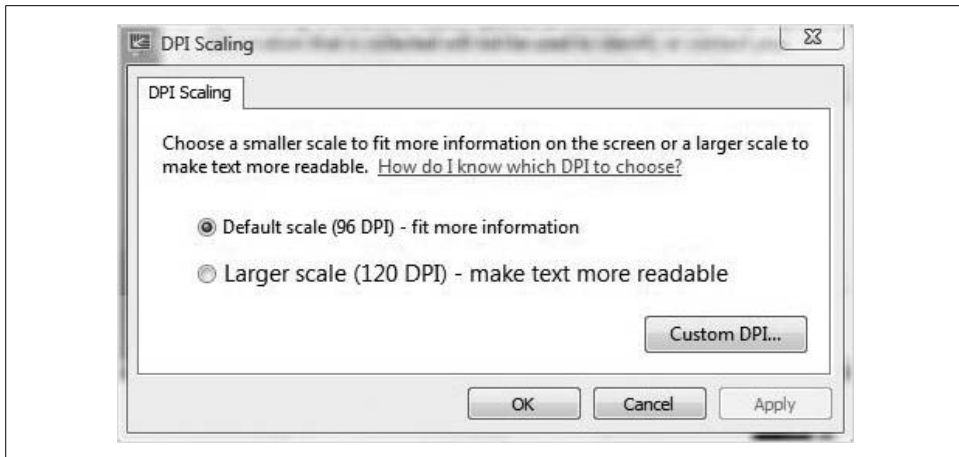 DPI Scaling
DPI Scaling
Choose a smaller scale to fit more information on the screen or a larger scale to
make text more readable. How do I know which DPI to choose?
Default scale (96 DPI) - fit more information
Larger scale (120 DPI) - make text more readable
Custom DPI...
OK Cancel Apply